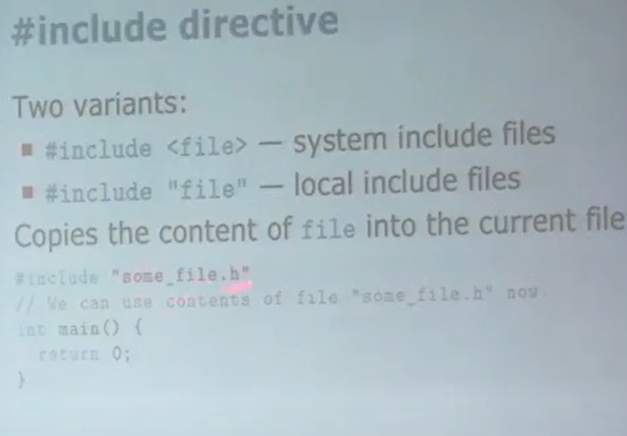 #include directive
Two variants:
#include <file> — system include files
#include "file" — local include files
Copies the content of file into the current file
#include "some_file.h"
// We can use contents of file "some_file.h" now.
int main() {
return 0;
}